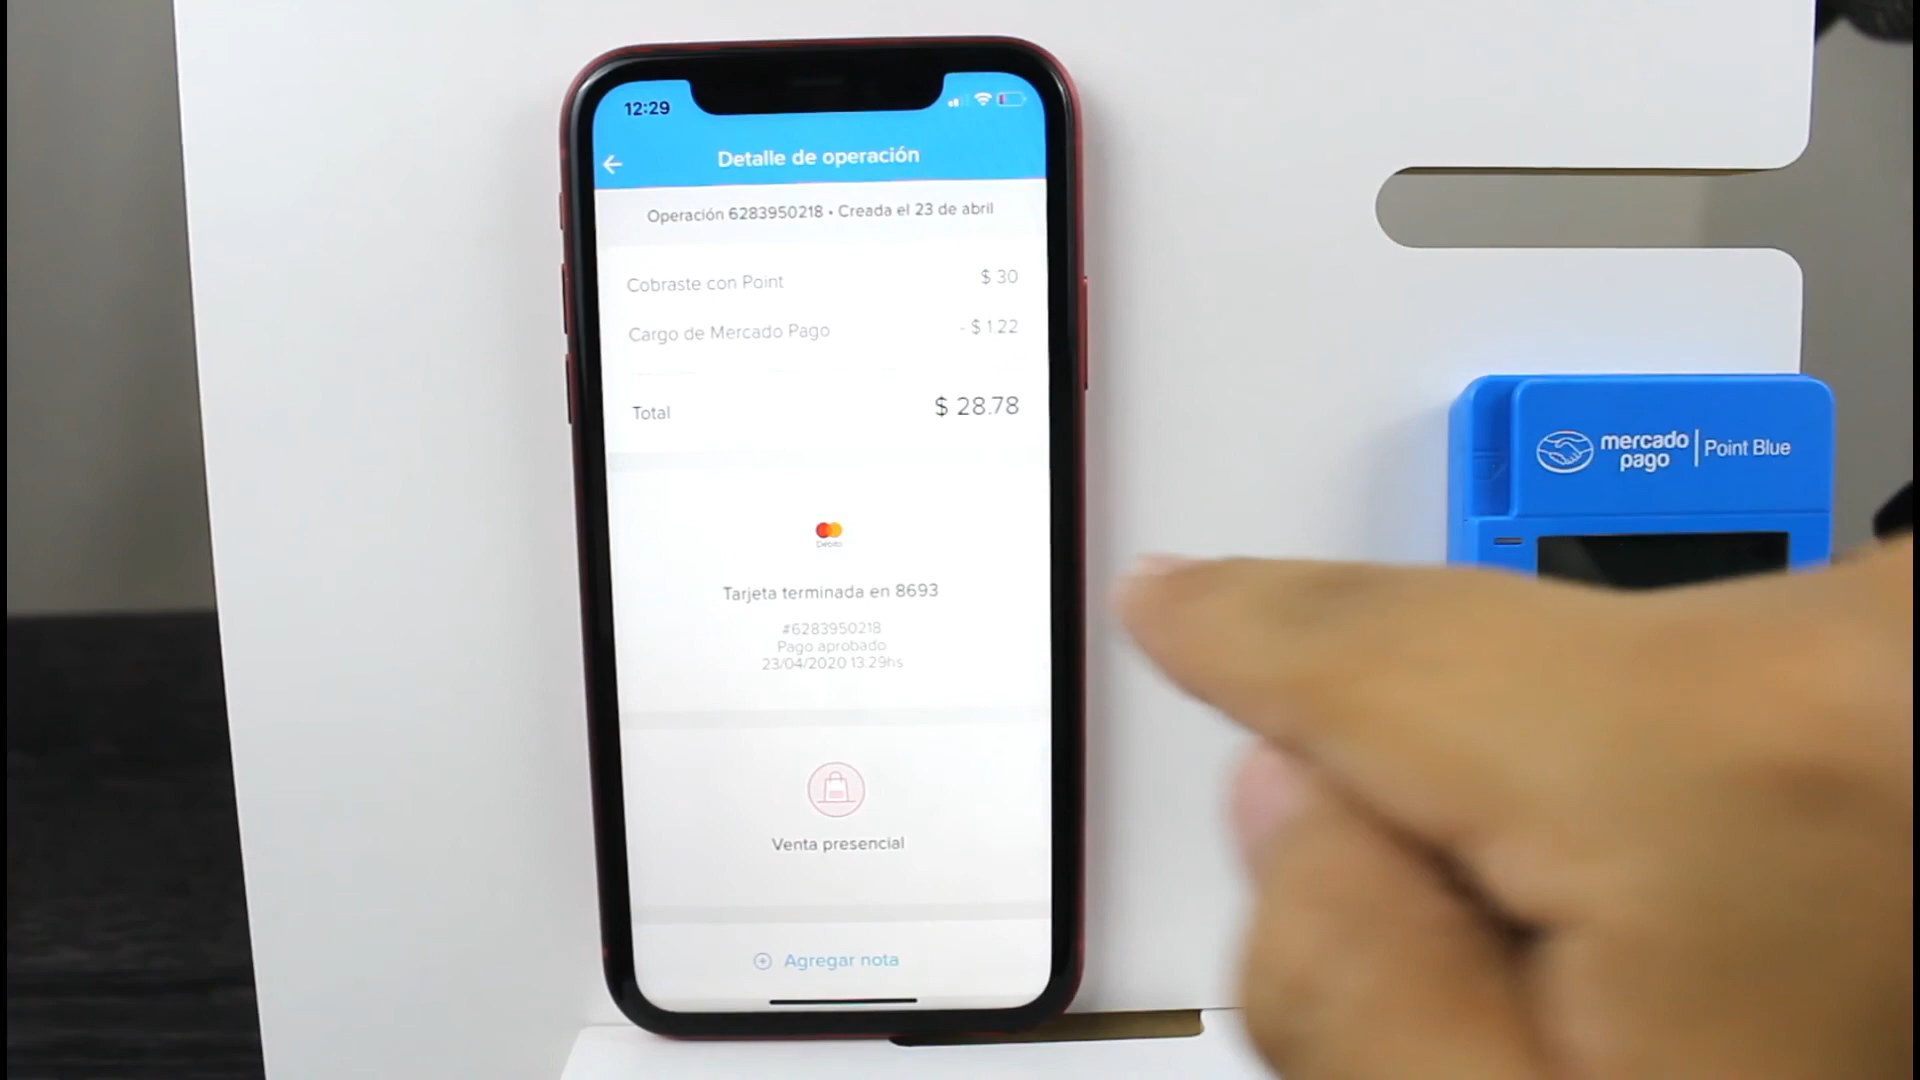 12:29
Detalle de operación
Operación 6283950218 • Creada el 23 de abril
Cobraste con Point $ 30
Cargo de Mercado Pago - $ 1.22
Total $ 28.78
Débito
Tarjeta terminada en 8693
#6283950218
Pago aprobado
23/04/2020 13:29hs
Venta presencial
Agregar nota
mercado pago | Point Blue